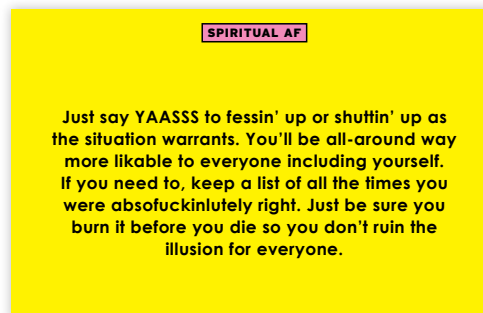 SPIRITUAL AF
Just say YAASSS to fessin’ up or shuttin’ up as
the situation warrants. You’ll be all-around way
more likable to everyone including yourself.
If you need to, keep a list of all the times you
were absofuckinlutely right. Just be sure you
burn it before you die so you don’t ruin the
illusion for everyone.